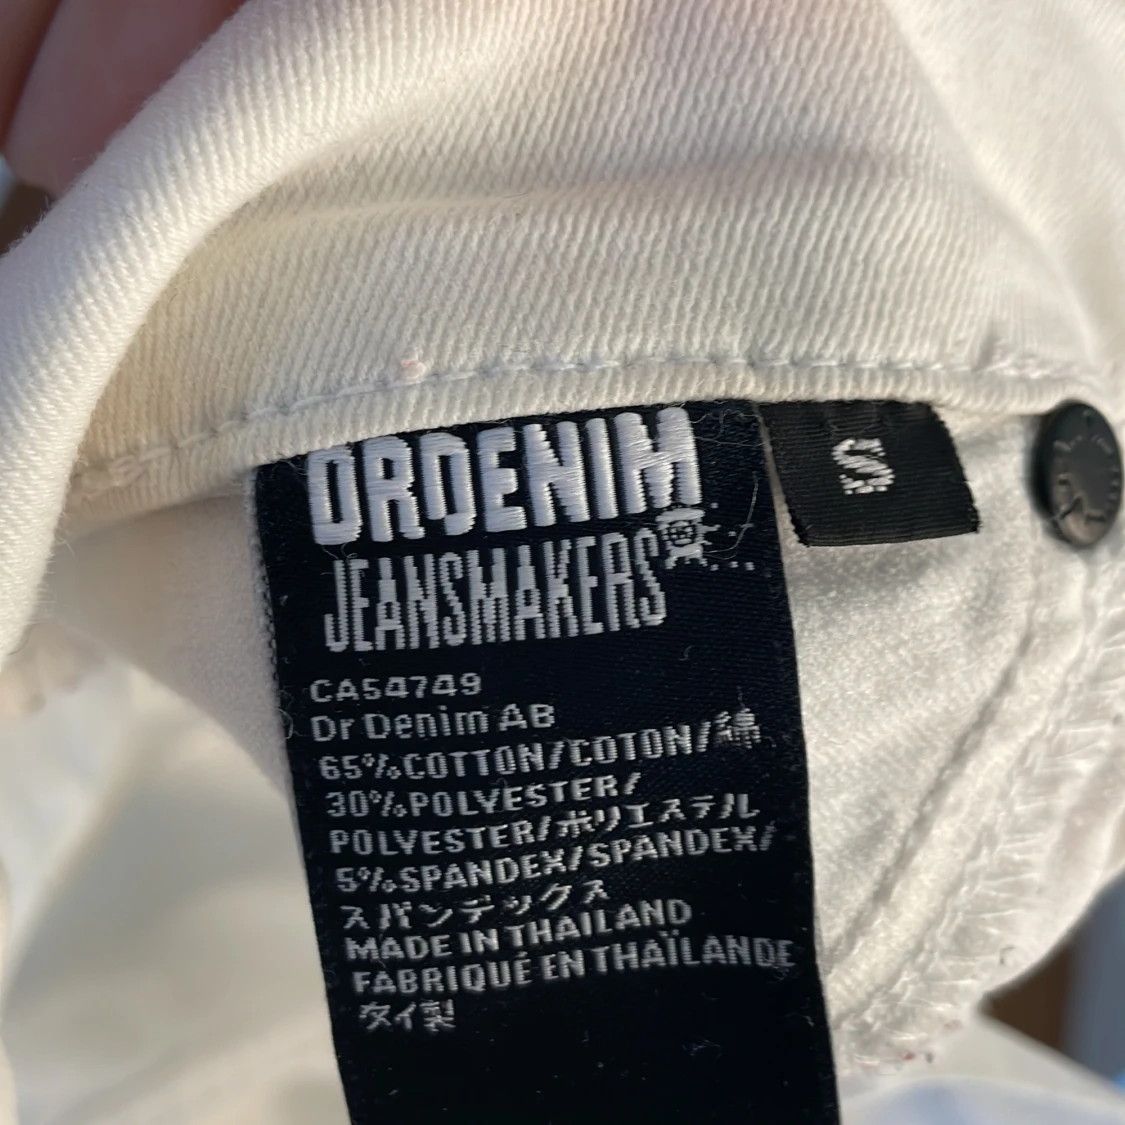 DRDENIM
JEANSMAKERS
S
CA54749
Dr Denim AB
65%COTTON/COTON/綿
30%POLYESTER/
POLYESTER/ポリエステル
5%SPANDEX/SPANDEX/
スパンデックス
MADE IN THAILAND
FABRIQUÉ EN THAÏLANDE
タイ製